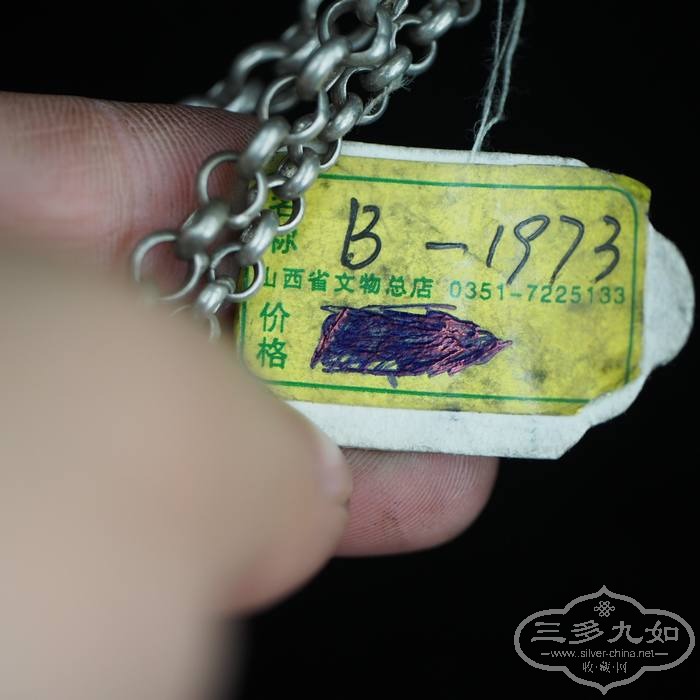 名称 B-1973
山西省文物总店 0351-7225133
价格
三多九如
www.silver-china.net
收·藏·网